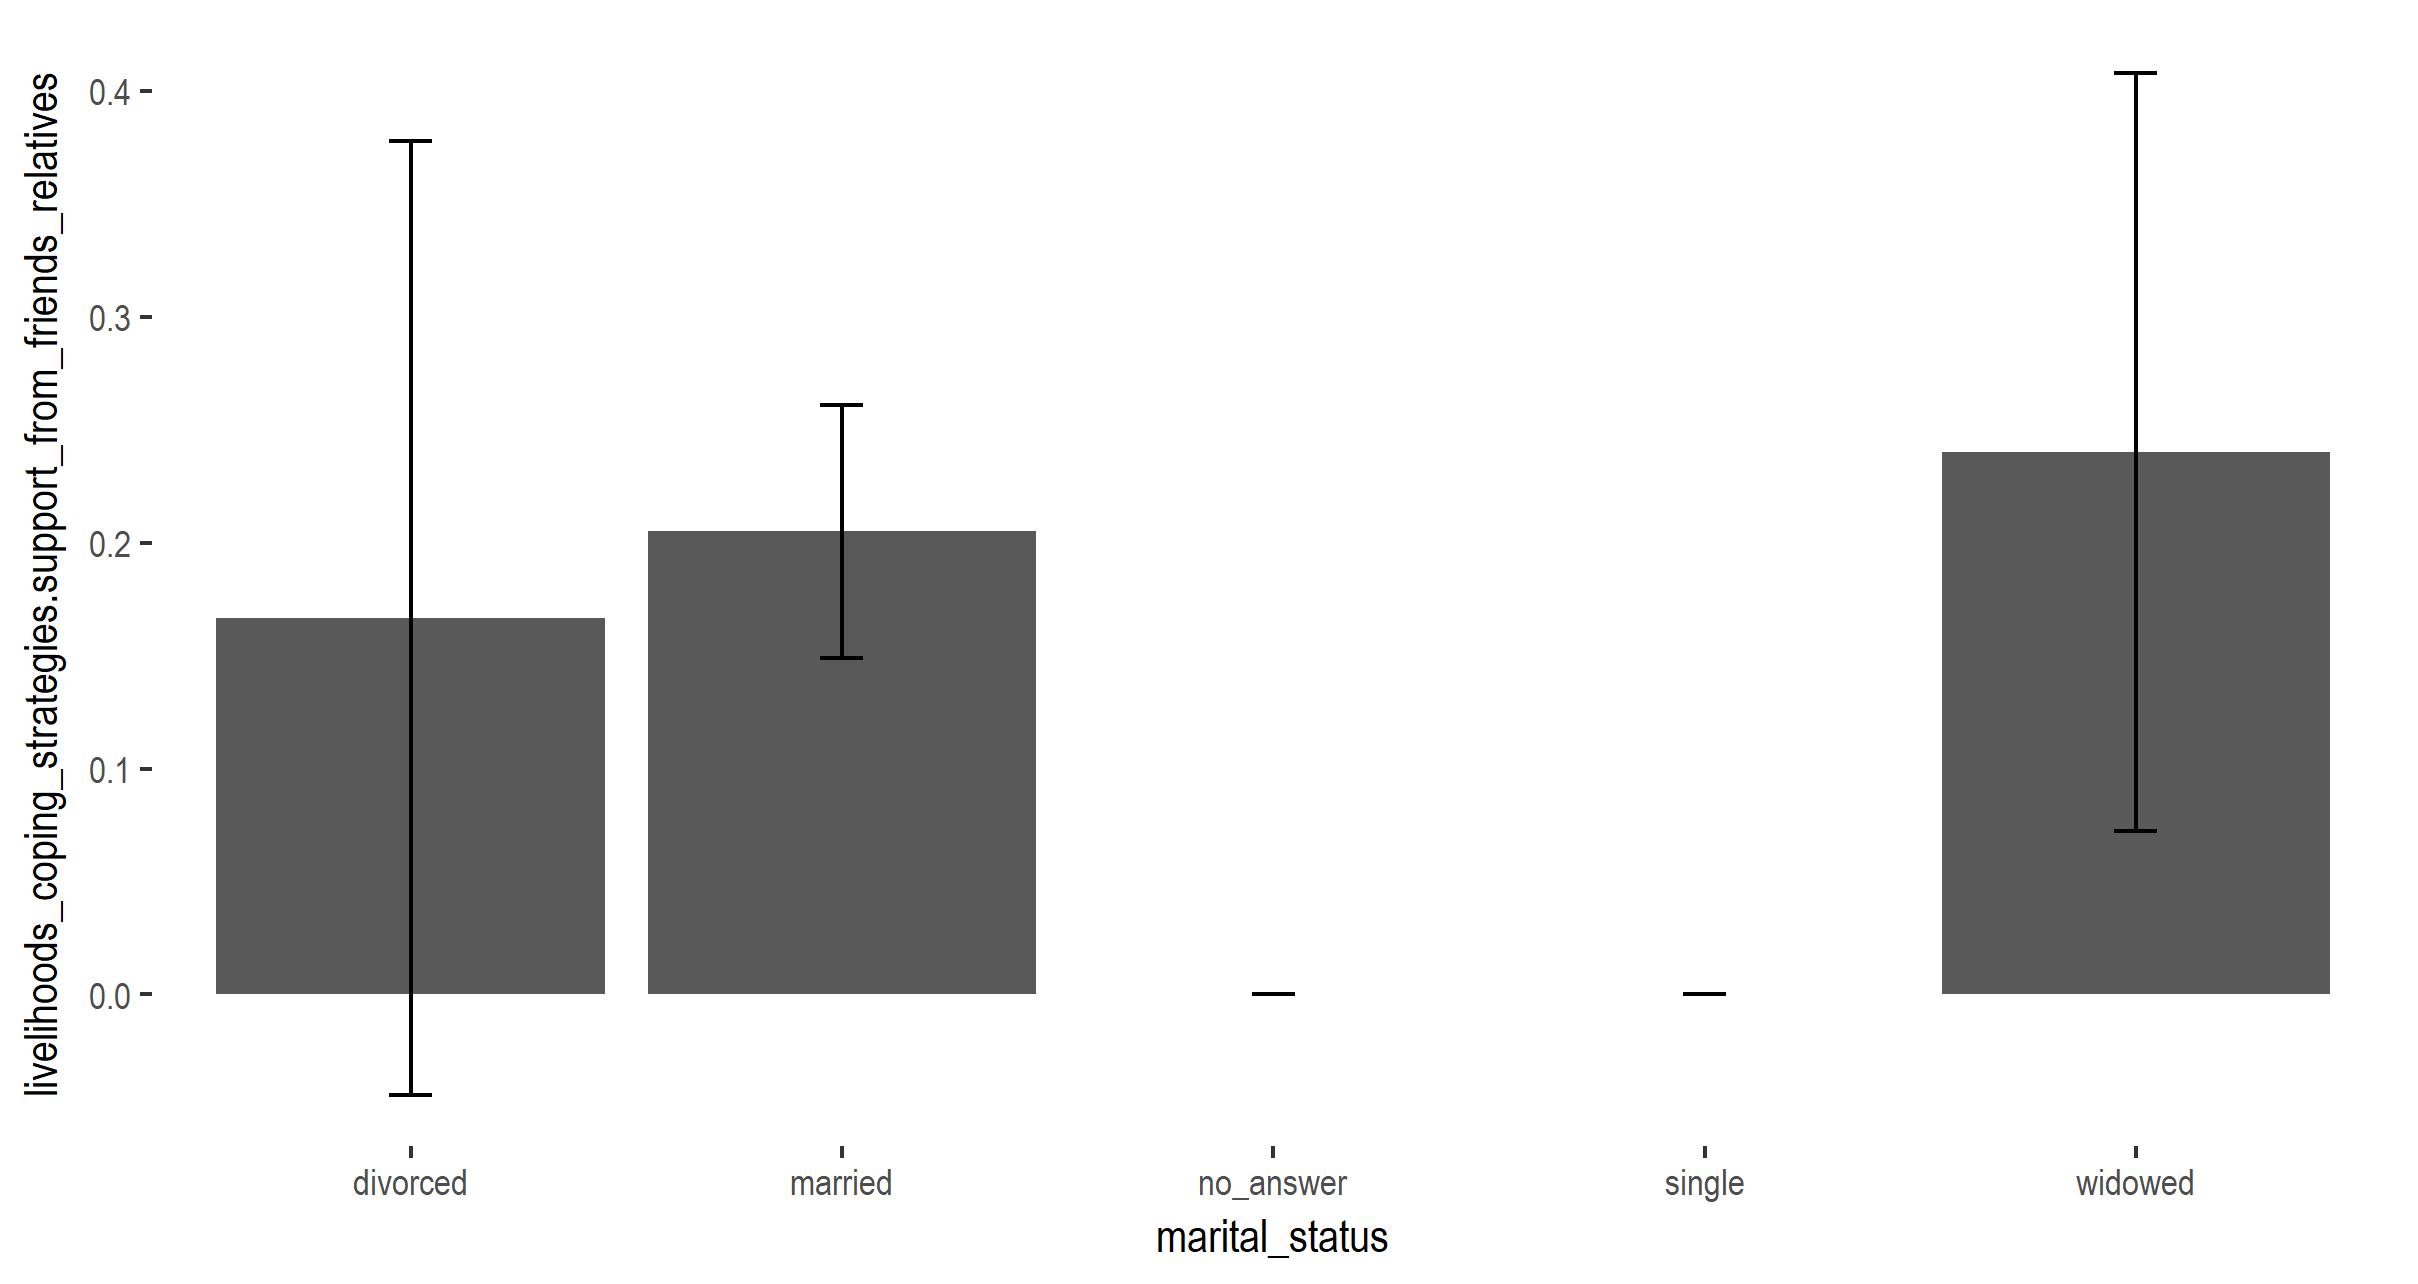 livelihoods_coping_strategies.support_from_friends_relatives
0.4
0.3
0.2
0.1
0.0
divorced married no_answer single widowed
marital_status